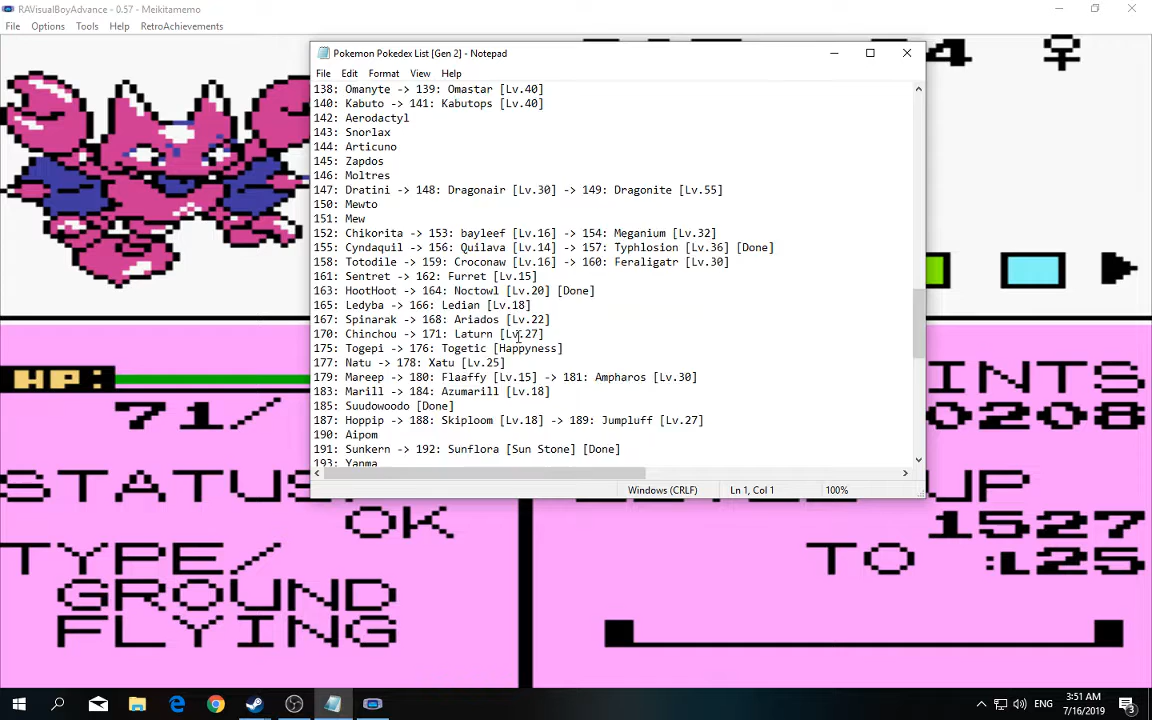 RAVisualBoyAdvance - 0.57 - Meikitamemo
File Options Tools Help RetroAchievements
Pokemon Pokedex List [Gen 2] - Notepad
File Edit Format View Help
138: Omanyte -> 139: Omastar [Lv.40]
140: Kabuto -> 141: Kabutops [Lv.40]
142: Aerodactyl
143: Snorlax
144: Articuno
145: Zapdos
146: Moltres
147: Dratini -> 148: Dragonair [Lv.30] -> 149: Dragonite [Lv.55]
150: Mewto
151: Mew
152: Chikorita -> 153: bayleef [Lv.16] -> 154: Meganium [Lv.32]
155: Cyndaquil -> 156: Quilava [Lv.14] -> 157: Typhlosion [Lv.36] [Done]
158: Totodile -> 159: Croconaw [Lv.16] -> 160: Feraligatr [Lv.30]
161: Sentret -> 162: Furret [Lv.15]
163: HootHoot -> 164: Noctowl [Lv.20] [Done]
165: Ledyba -> 166: Ledian [Lv.18]
167: Spinarak -> 168: Ariados [Lv.22]
170: Chinchou -> 171: Laturn [Lv.27]
175: Togepi -> 176: Togetic [Happyness]
177: Natu -> 178: Xatu [Lv.25]
179: Mareep -> 180: Flaaffy [Lv.15] -> 181: Ampharos [Lv.30]
183: Marill -> 184: Azumarill [Lv.18]
185: Suudowoodo [Done]
187: Hoppip -> 188: Skiploom [Lv.18] -> 189: Jumpluff [Lv.27]
190: Aipom
191: Sunkern -> 192: Sunflora [Sun Stone] [Done]
193: Yanma
Windows (CRLF) Ln 1, Col 1 100%
4 ♀
HP:
71/
STATUS
OK
TYPE/
GROUND
FLYING
INTS
0208
UP
1527
TO :L25
ENG
3:51 AM
7/16/2019
3